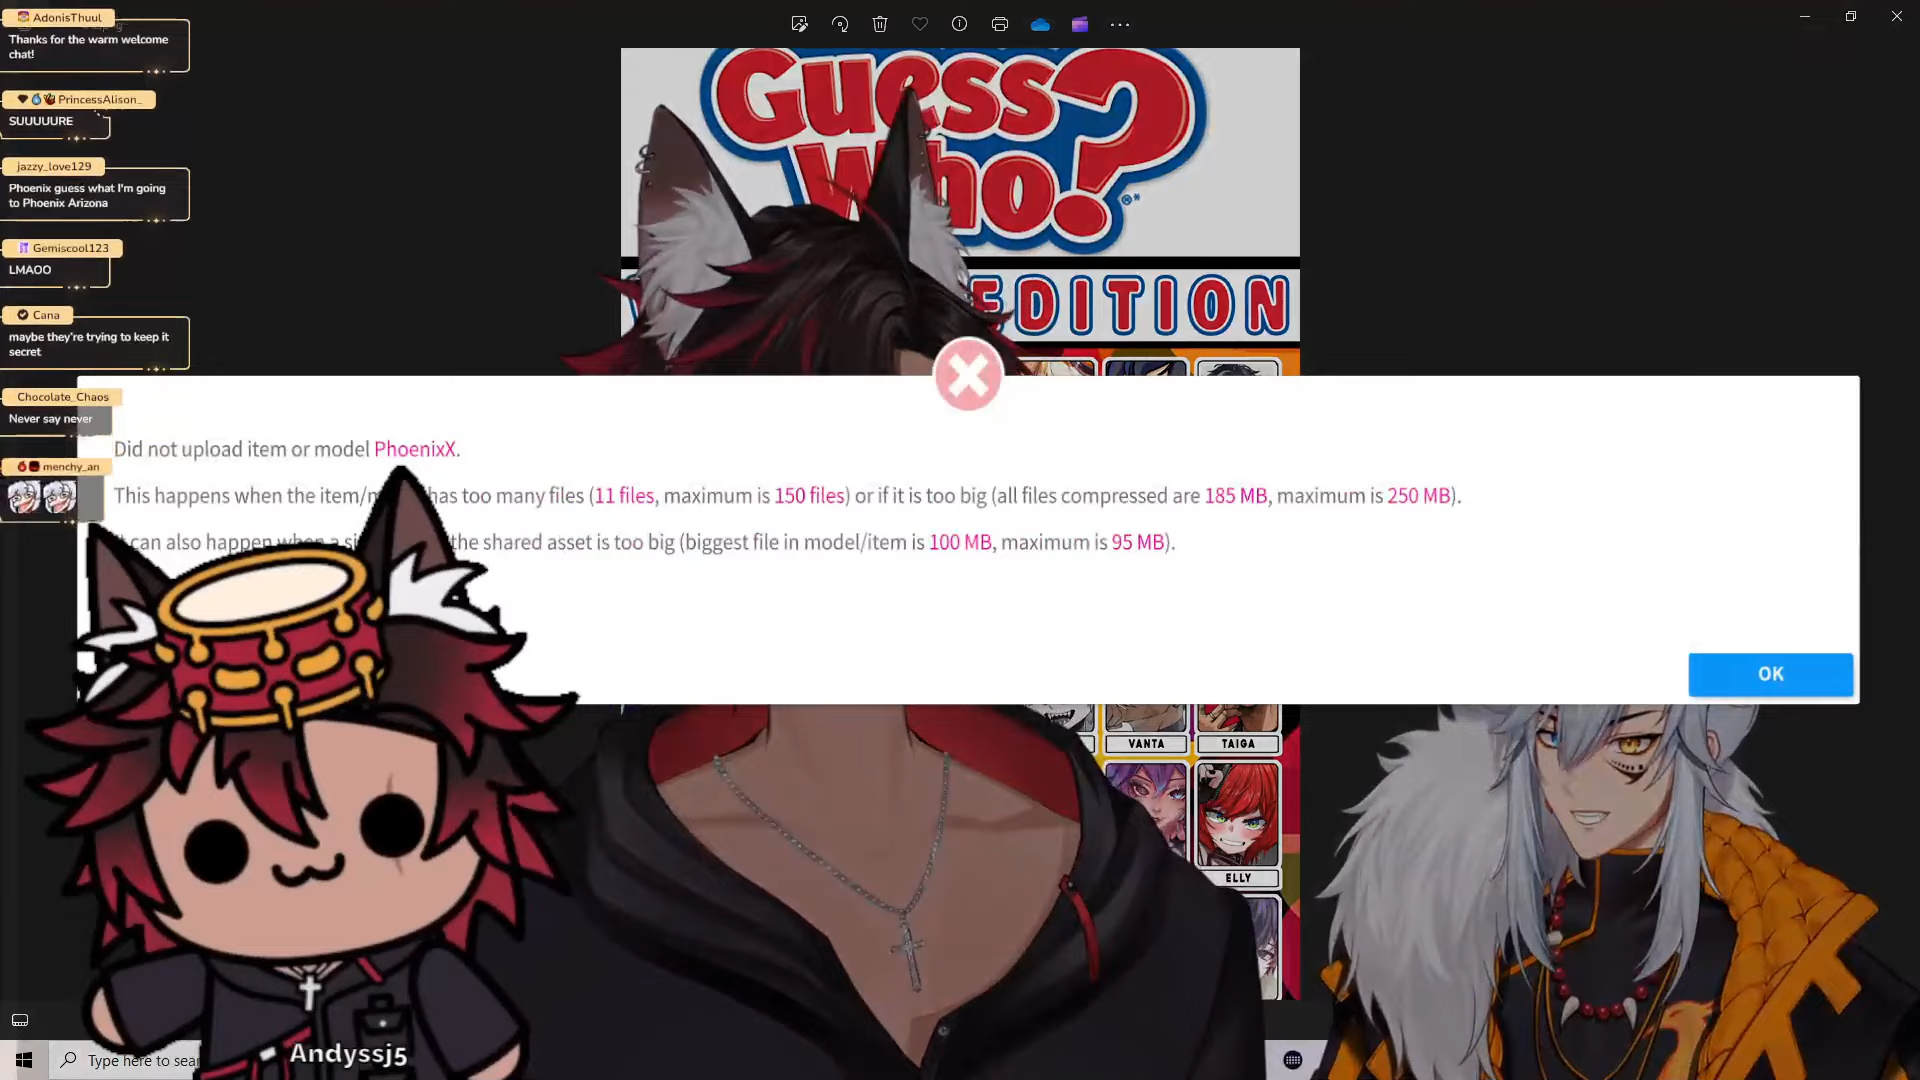 AdonisThuul
Thanks for the warm welcome
chat!
PrincessAlison_
SUUUUURE
jazzy_love129
Phoenix guess what I'm going
to Phoenix Arizona
Gemiscool123
LMAOO
Cana
maybe they're trying to keep it
secret
Chocolate_Chaos
Never say never
menchy_an
Guess
Who?
EDITION
Did not upload item or model PhoenixX.
This happens when the item/m has too many files (11 files, maximum is 150 files) or if it is too big (all files compressed are 185 MB, maximum is 250 MB).
can also happen when a si the shared asset is too big (biggest file in model/item is 100 MB, maximum is 95 MB).
OK
VANTA
TAIGA
ELLY
Andyssj5
Type here to sear